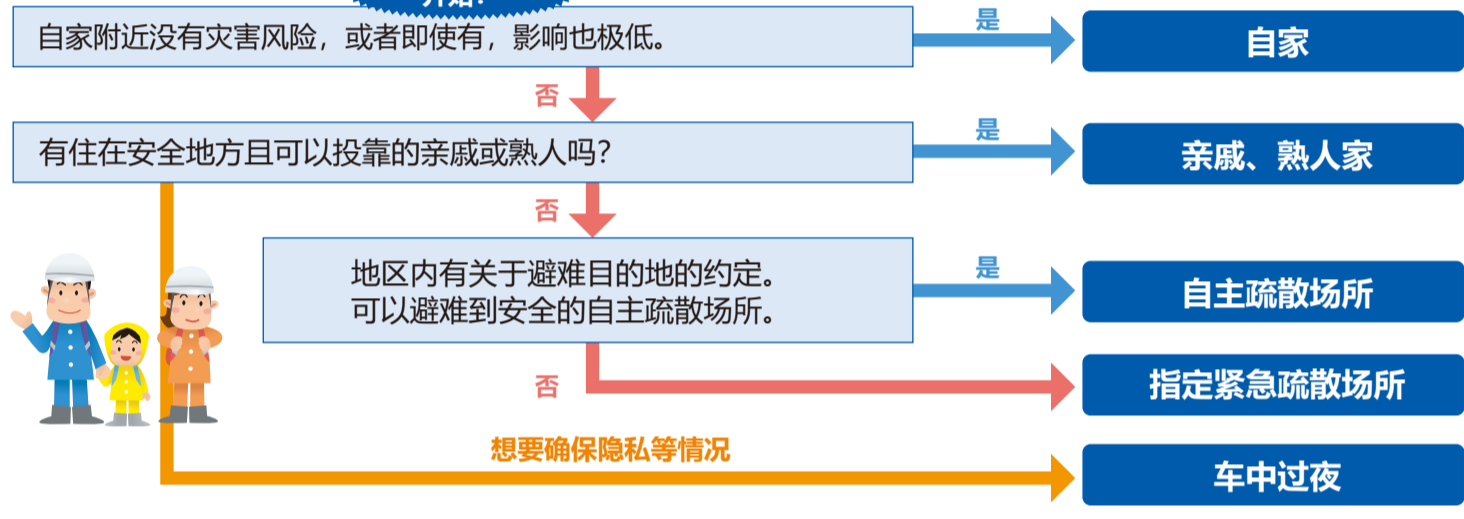 开始！
自家附近没有灾害风险，或者即使有，影响也极低。
是
自家
否
有住在安全地方且可以投靠的亲戚或熟人吗？
是
亲戚、熟人家
否
地区内有关于避难目的地的约定。
可以避难到安全的自主疏散场所。
是
自主疏散场所
否
指定紧急疏散场所
想要确保隐私等情况
车中过夜